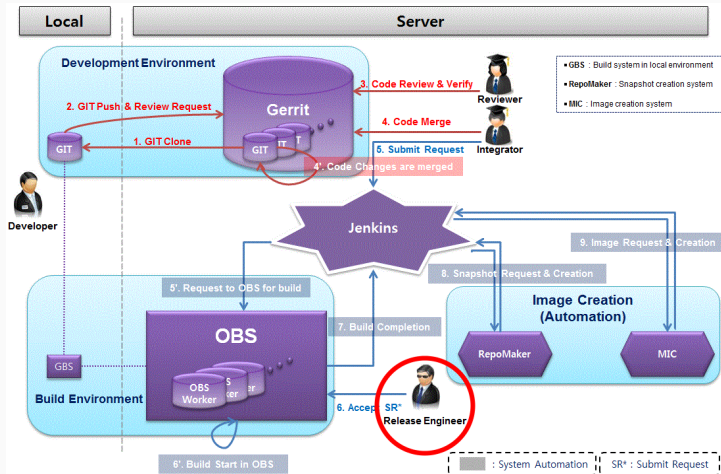 Local
Server
Development Environment
GBS : Build system in local environment
RepoMaker : Snapshot creation system
MIC : Image creation system
3. Code Review & Verify
Reviewer
2. GIT Push & Review Request
Gerrit
4. Code Merge
Integrator
1. GIT Clone
GIT
GIT
5. Submit Request
4'. Code Changes are merged
Developer
Jenkins
9. Image Request & Creation
8. Snapshot Request & Creation
5'. Request to OBS for build
Image Creation
(Automation)
OBS
7. Build Completion
RepoMaker
MIC
GBS
OBS
Worker
Build Environment
6. Accept SR*
Release Engineer
6'. Build Start in OBS
: System Automation
SR* : Submit Request